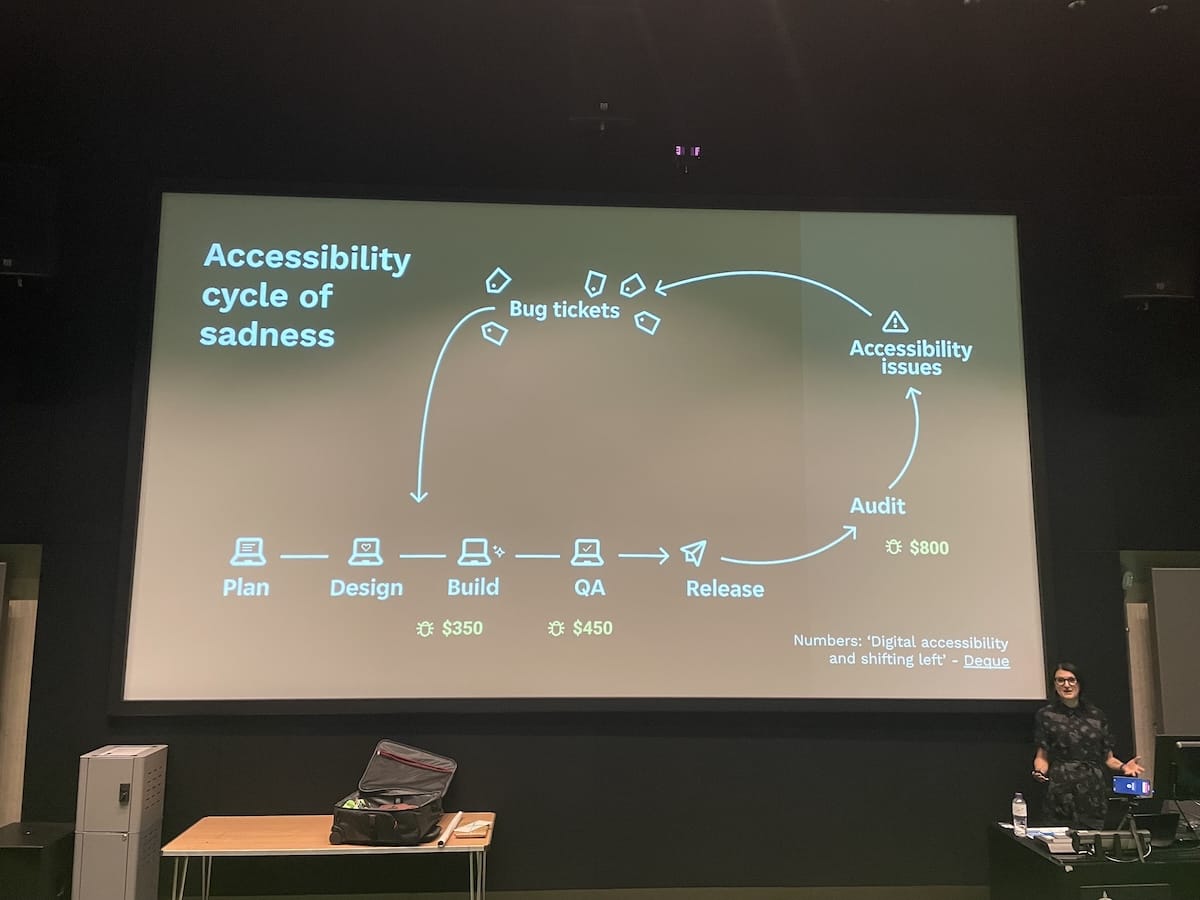 Accessibility
cycle of
sadness
Bug tickets
Accessibility
issues
Audit
$800
Plan
Design
Build
QA
Release
$350
$450
Numbers: ‘Digital accessibility
and shifting left’ - Deque